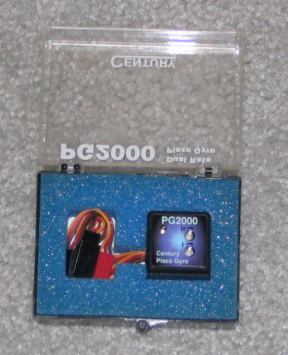 CENTURY
PG2000
Piezo Gyro
Dual Rate
PG2000
Century
Piezo Gyro